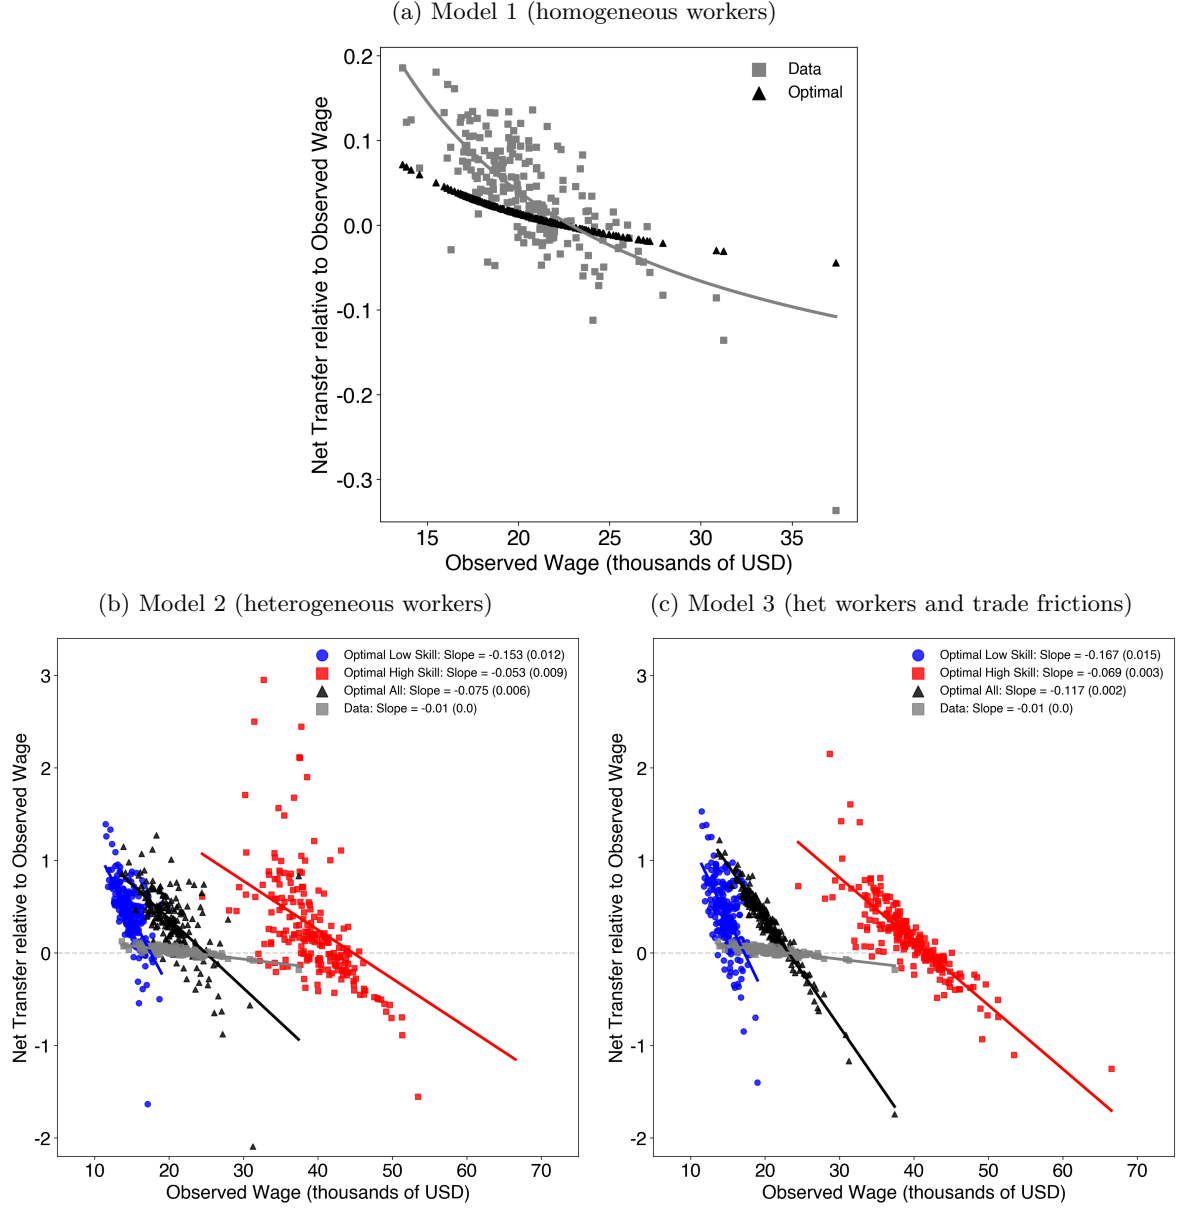 (a) Model 1 (homogeneous workers)
Net Transfer relative to Observed Wage
0.2
0.1
0.0
-0.1
-0.2
-0.3
Data
Optimal
15 20 25 30 35
Observed Wage (thousands of USD)
(b) Model 2 (heterogeneous workers)
Net Transfer relative to Observed Wage
3
2
1
0
-1
-2
Optimal Low Skill: Slope = -0.153 (0.012)
Optimal High Skill: Slope = -0.053 (0.009)
Optimal All: Slope = -0.075 (0.006)
Data: Slope = -0.01 (0.0)
10 20 30 40 50 60 70
Observed Wage (thousands of USD)
(c) Model 3 (het workers and trade frictions)
Net Transfer relative to Observed Wage
3
2
1
0
-1
-2
Optimal Low Skill: Slope = -0.167 (0.015)
Optimal High Skill: Slope = -0.069 (0.003)
Optimal All: Slope = -0.117 (0.002)
Data: Slope = -0.01 (0.0)
10 20 30 40 50 60 70
Observed Wage (thousands of USD)